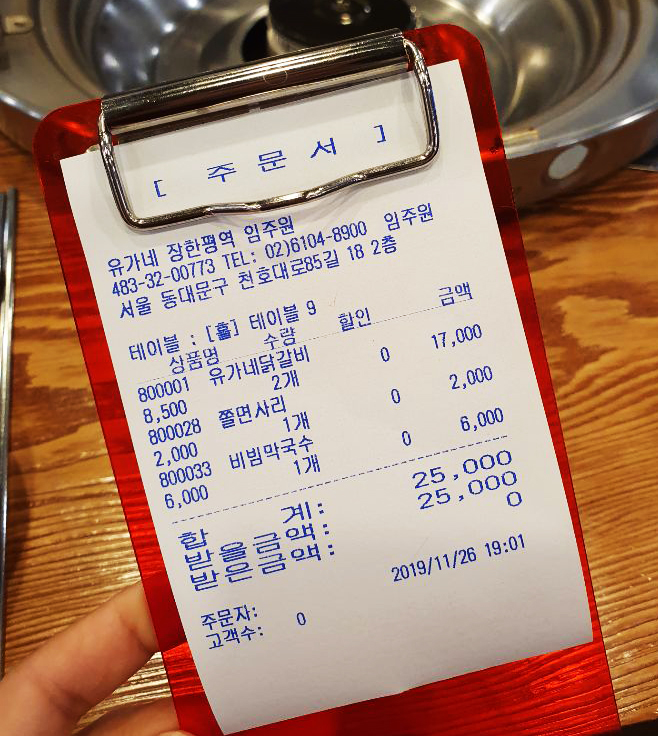 [ 주 문 서 ]
유가네 장한평역 임주원
483-32-00773 TEL: 02)6104-8900 임주원
서울 동대문구 천호대로85길 18 2층
테이블 : [홀] 테이블 9
상품명 수량 할인 금액
800001 유가네닭갈비
8,500 2개 0 17,000
800028 쫄면사리
2,000 1개 0 2,000
800033 비빔막국수
6,000 1개 0 6,000
합 계: 25,000
받을금액: 25,000
받은금액: 0
2019/11/26 19:01
주문자:
고객수: 0